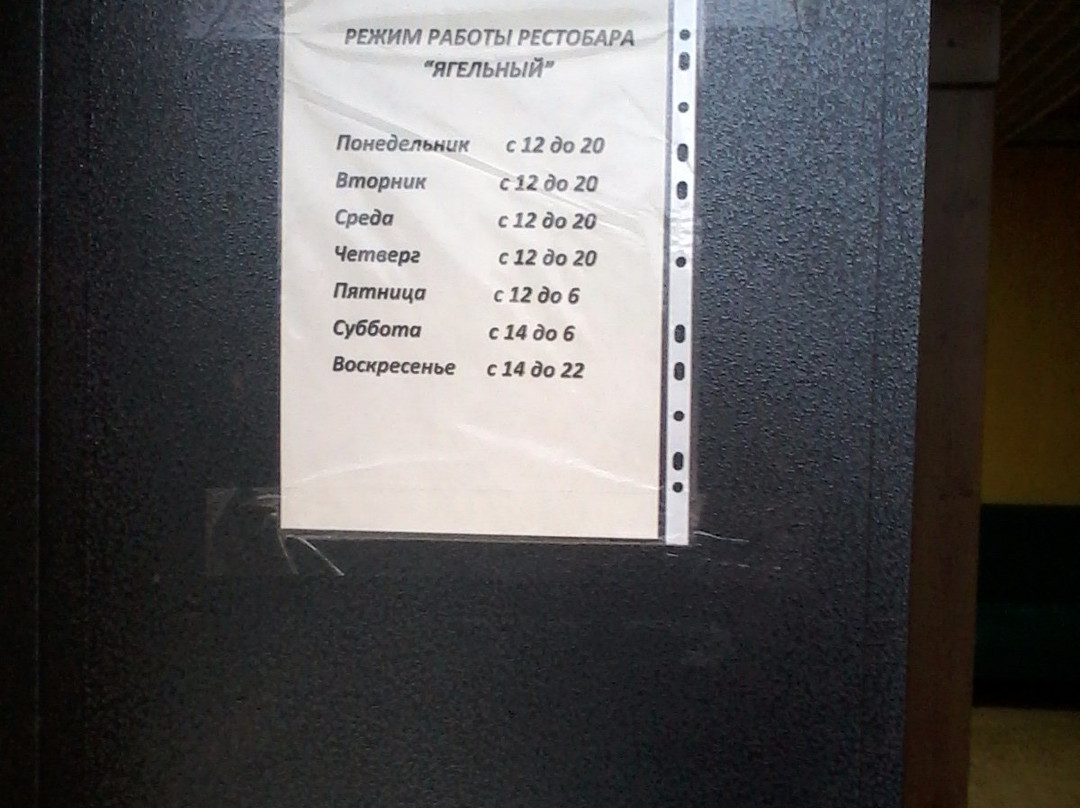 РЕЖИМ РАБОТЫ РЕСТОБАРА
"ЯГЕЛЬНЫЙ"
Понедельник с 12 до 20
Вторник с 12 до 20
Среда с 12 до 20
Четверг с 12 до 20
Пятница с 12 до 6
Суббота с 14 до 6
Воскресенье с 14 до 22